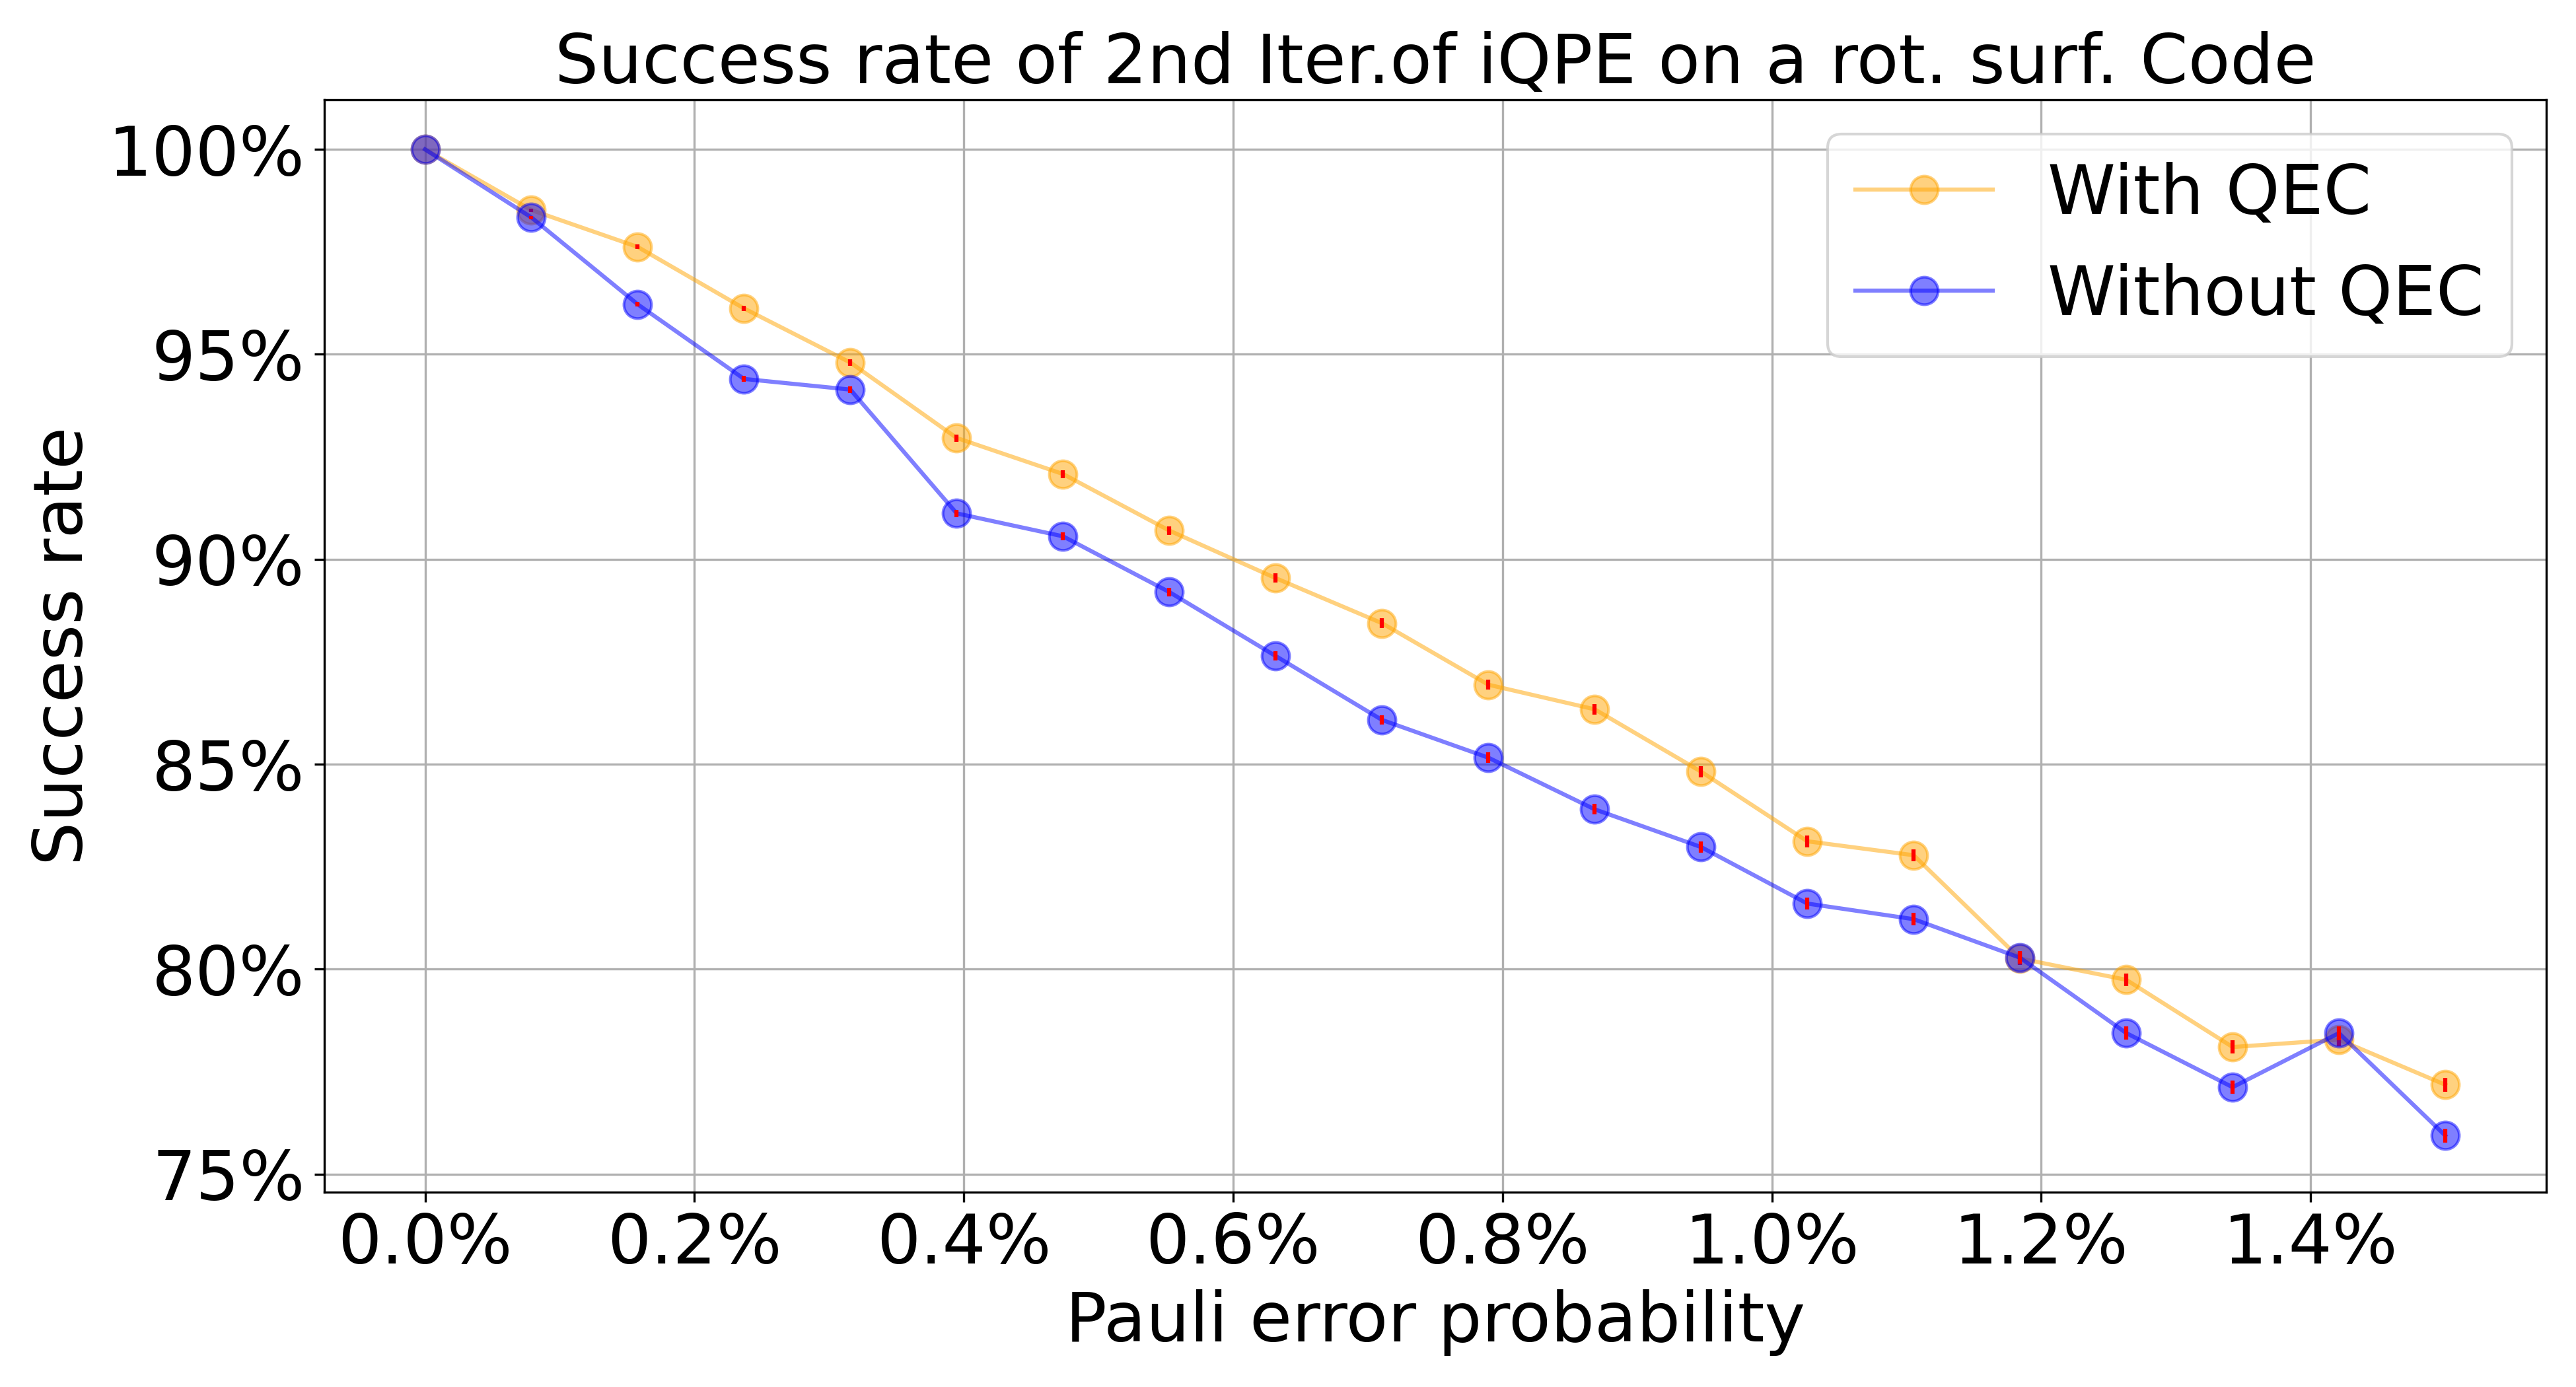 Success rate of 2nd Iter.of iQPE on a rot. surf. Code
With QEC
Without QEC
Success rate
100%
95%
90%
85%
80%
75%
0.0% 0.2% 0.4% 0.6% 0.8% 1.0% 1.2% 1.4%
Pauli error probability